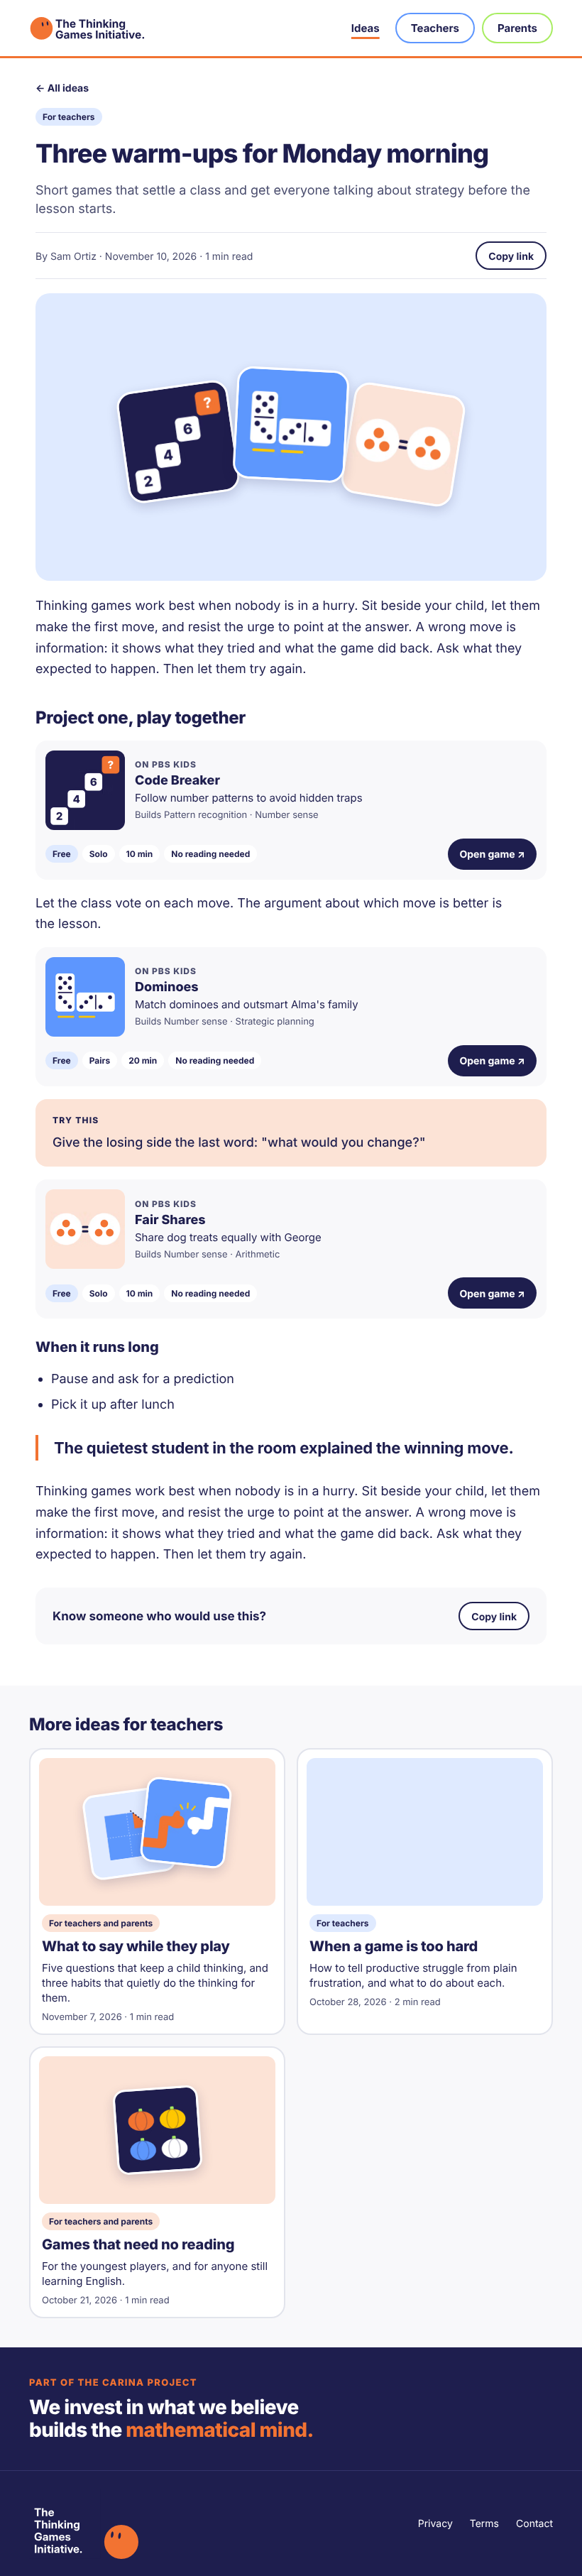 The Thinking
Games Initiative.
Ideas
Teachers
Parents
← All ideas
For teachers
Three warm-ups for Monday morning
Short games that settle a class and get everyone talking about strategy before the
lesson starts.
By Sam Ortiz · November 10, 2026 · 1 min read
Copy link
2 4 6 ?
=
Thinking games work best when nobody is in a hurry. Sit beside your child, let them
make the first move, and resist the urge to point at the answer. A wrong move is
information: it shows what they tried and what the game did back. Ask what they
expected to happen. Then let them try again.
Project one, play together
2 4 6 ?
ON PBS KIDS
Code Breaker
Follow number patterns to avoid hidden traps
Builds Pattern recognition · Number sense
Free
Solo
10 min
No reading needed
Open game ↗
Let the class vote on each move. The argument about which move is better is
the lesson.
ON PBS KIDS
Dominoes
Match dominoes and outsmart Alma's family
Builds Number sense · Strategic planning
Free
Pairs
20 min
No reading needed
Open game ↗
TRY THIS
Give the losing side the last word: "what would you change?"
=
ON PBS KIDS
Fair Shares
Share dog treats equally with George
Builds Number sense · Arithmetic
Free
Solo
10 min
No reading needed
Open game ↗
When it runs long
• Pause and ask for a prediction
• Pick it up after lunch
The quietest student in the room explained the winning move.
Thinking games work best when nobody is in a hurry. Sit beside your child, let them
make the first move, and resist the urge to point at the answer. A wrong move is
information: it shows what they tried and what the game did back. Ask what they
expected to happen. Then let them try again.
Know someone who would use this?
Copy link
More ideas for teachers
For teachers and parents
What to say while they play
Five questions that keep a child thinking, and
three habits that quietly do the thinking for
them.
November 7, 2026 · 1 min read
For teachers
When a game is too hard
How to tell productive struggle from plain
frustration, and what to do about each.
October 28, 2026 · 2 min read
For teachers and parents
Games that need no reading
For the youngest players, and for anyone still
learning English.
October 21, 2026 · 1 min read
PART OF THE CARINA PROJECT
We invest in what we believe
builds the mathematical mind.
The
Thinking
Games
Initiative.
Privacy
Terms
Contact